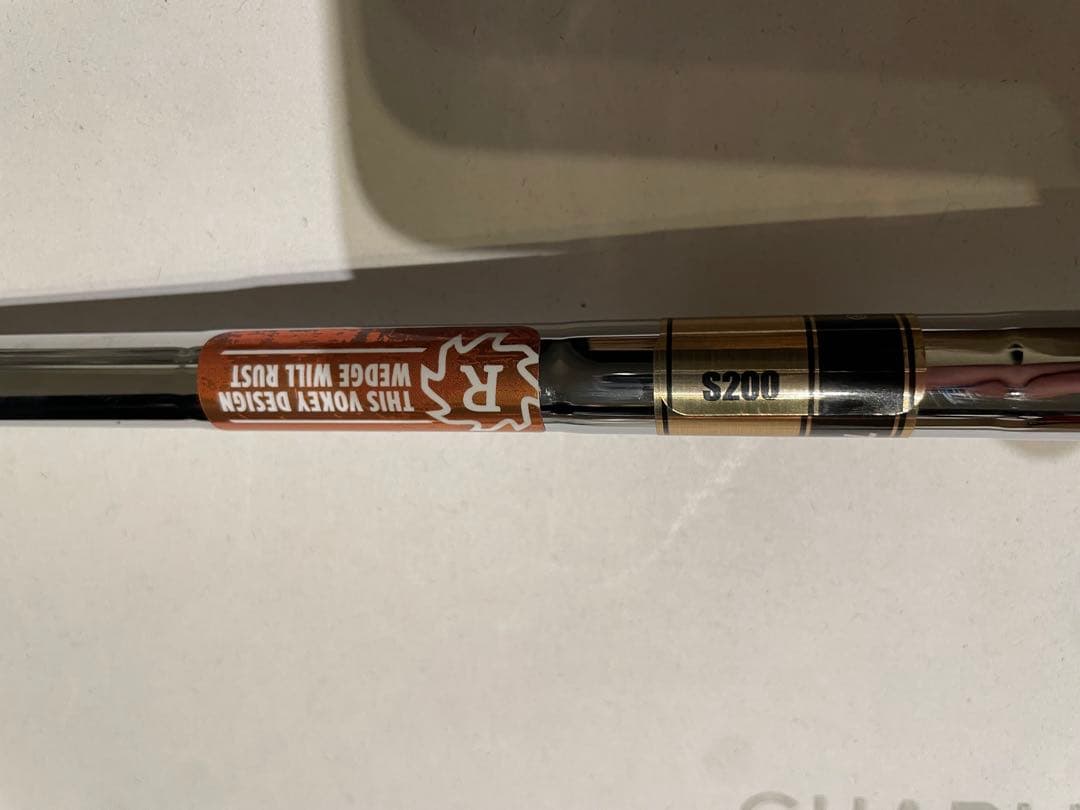 R
THIS VOKEY DESIGN
WEDGE WILL RUST
S200